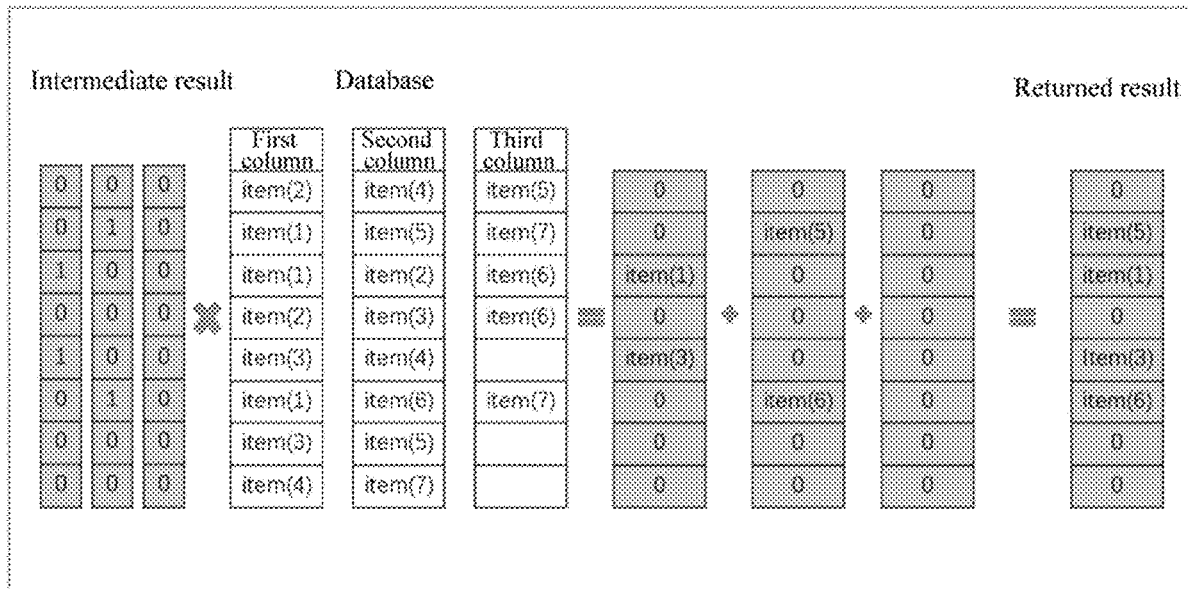 Intermediate result Database Returned result
First column Second column Third column
0 0 0 item(2) item(4) item(5) 0 0 0 0
0 1 0 item(1) item(5) item(7) 0 item(5) 0 item(5)
1 0 0 item(1) item(2) item(6) item(1) 0 0 item(1)
0 0 0 × item(2) item(3) item(6) = 0 + 0 + 0 = 0
1 0 0 item(3) item(4) item(3) 0 0 Item(3)
0 1 0 item(1) item(6) item(7) 0 item(6) 0 item(6)
0 0 0 item(3) item(5) 0 0 0 0
0 0 0 item(4) item(7) 0 0 0 0